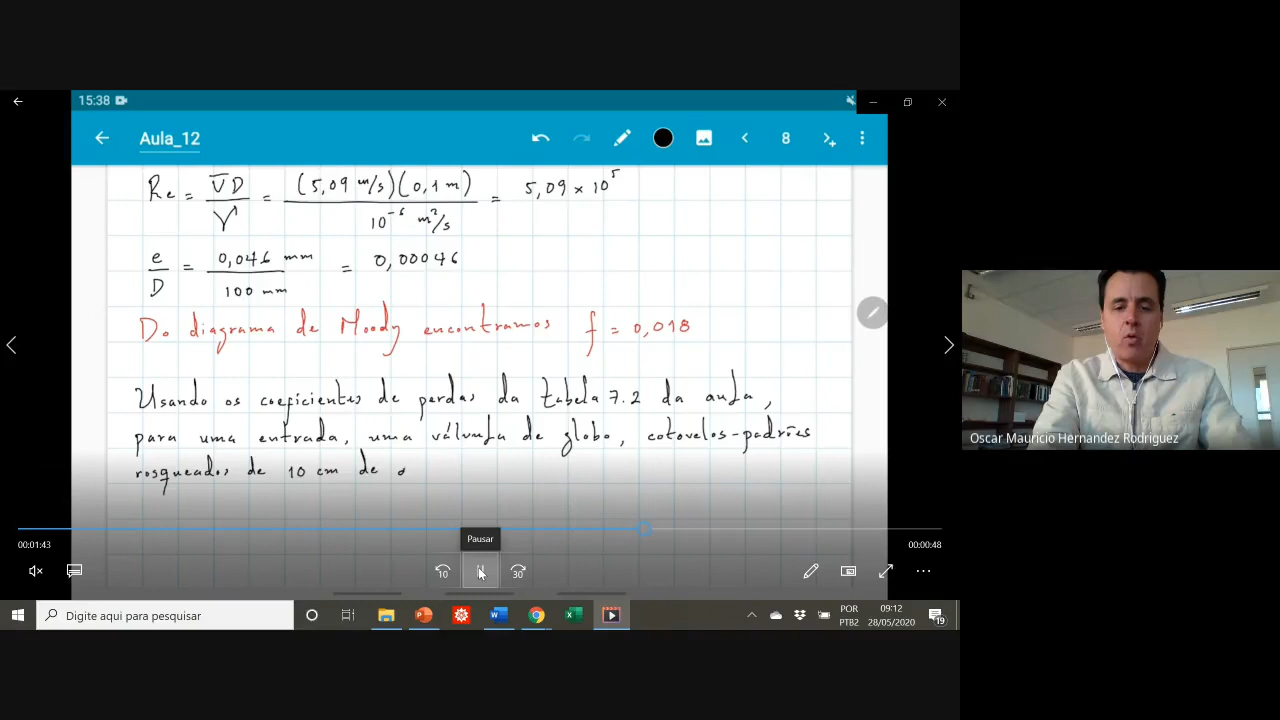 15:38
Aula_12
8
Re = V̅D/ν = (5,09 m/s)(0,1 m)/10⁻⁶ m²/s = 5,09 × 10⁵
e/D = 0,046 mm/100 mm = 0,00046
Do diagrama de Moody encontramos f = 0,018
Usando os coeficientes de perdas da tabela 7.2 da aula,
para uma entrada, uma válvula de globo, cotovelos-padrões
rosqueados de 10 cm de
Oscar Mauricio Hernandez Rodriguez
Pausar
00:01:43
00:00:48
10
30
Digite aqui para pesquisar
POR
PTB2
09:12
28/05/2020
19